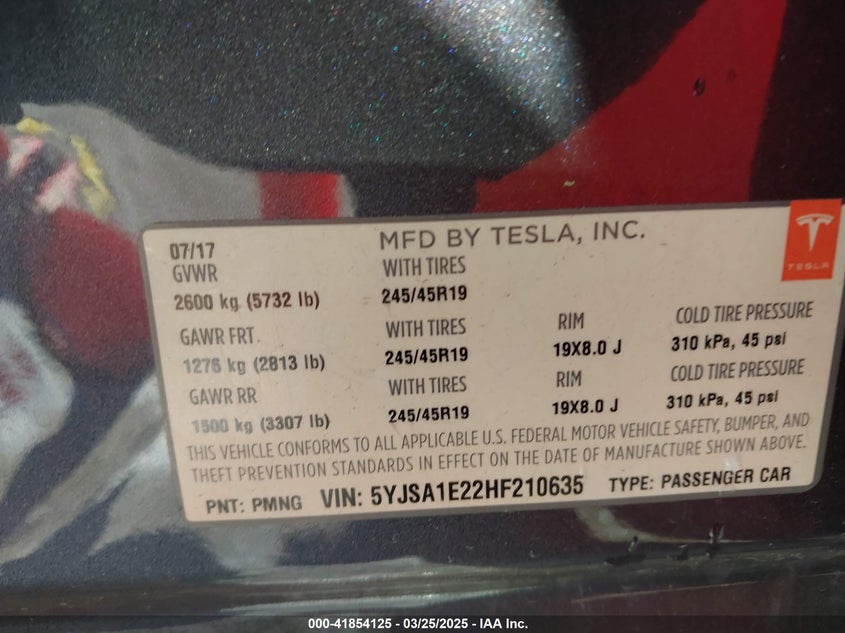 07/17 MFD BY TESLA, INC.
TESLA
GVWR WITH TIRES
2600 kg (5732 lb) 245/45R19
GAWR FRT. WITH TIRES RIM COLD TIRE PRESSURE
1276 kg (2813 lb) 245/45R19 19X8.0 J 310 kPa, 45 psi
GAWR RR WITH TIRES RIM COLD TIRE PRESSURE
1500 kg (3307 lb) 245/45R19 19X8.0 J 310 kPa, 45 psi
THIS VEHICLE CONFORMS TO ALL APPLICABLE U.S. FEDERAL MOTOR VEHICLE SAFETY, BUMPER, AND
THEFT PREVENTION STANDARDS IN EFFECT ON THE DATE OF MANUFACTURE SHOWN ABOVE.
PNT: PMNG VIN: 5YJSA1E22HF210635 TYPE: PASSENGER CAR
000-41854125 - 03/25/2025 - IAA Inc.